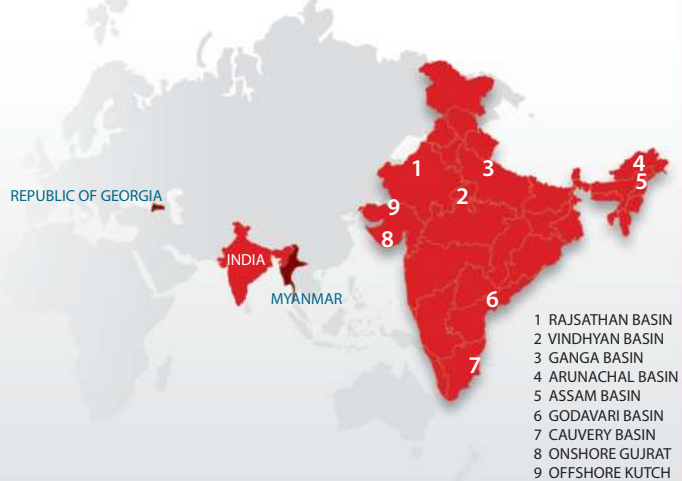 REPUBLIC OF GEORGIA
INDIA
MYANMAR
1
2
3
4
5
9
8
6
7
1 RAJSATHAN BASIN
2 VINDHYAN BASIN
3 GANGA BASIN
4 ARUNACHAL BASIN
5 ASSAM BASIN
6 GODAVARI BASIN
7 CAUVERY BASIN
8 ONSHORE GUJRAT
9 OFFSHORE KUTCH